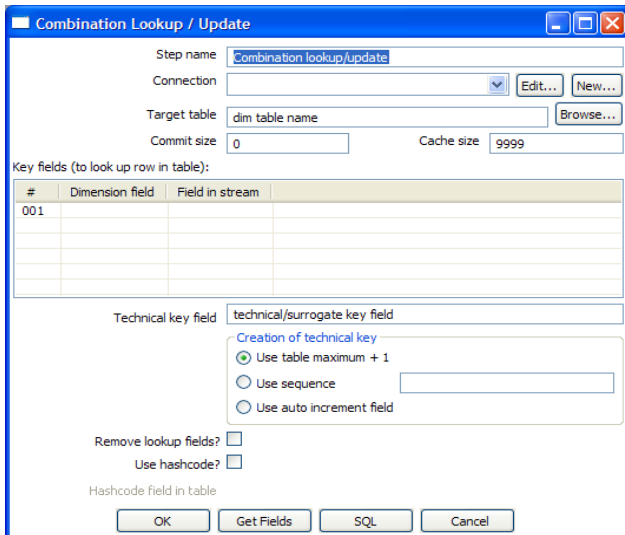 Combination Lookup / Update
Step name Combination lookup/update
Connection Edit... New...
Target table dim table name Browse...
Commit size 0 Cache size 9999
Key fields (to look up row in table):
# Dimension field Field in stream
001
Technical key field technical/surrogate key field
Creation of technical key
Use table maximum + 1
Use sequence
Use auto increment field
Remove lookup fields?
Use hashcode?
Hashcode field in table
OK Get Fields SQL Cancel